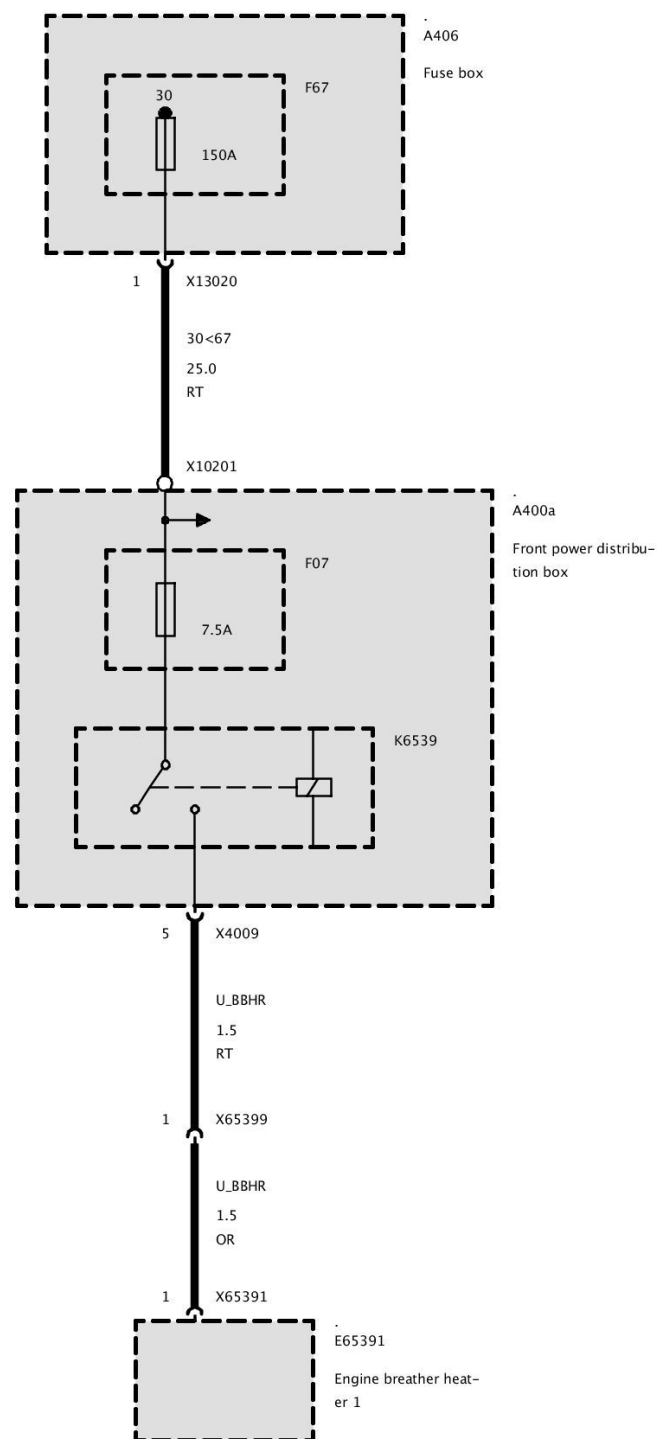 .
A406
Fuse box
F67
30
150A
1 X13020
30<67
25.0
RT
X10201
.
A400a
Front power distribu-
tion box
F07
7.5A
K6539
5 X4009
U_BBHR
1.5
RT
1 X65399
U_BBHR
1.5
OR
1 X65391
.
E65391
Engine breather heat-
er 1